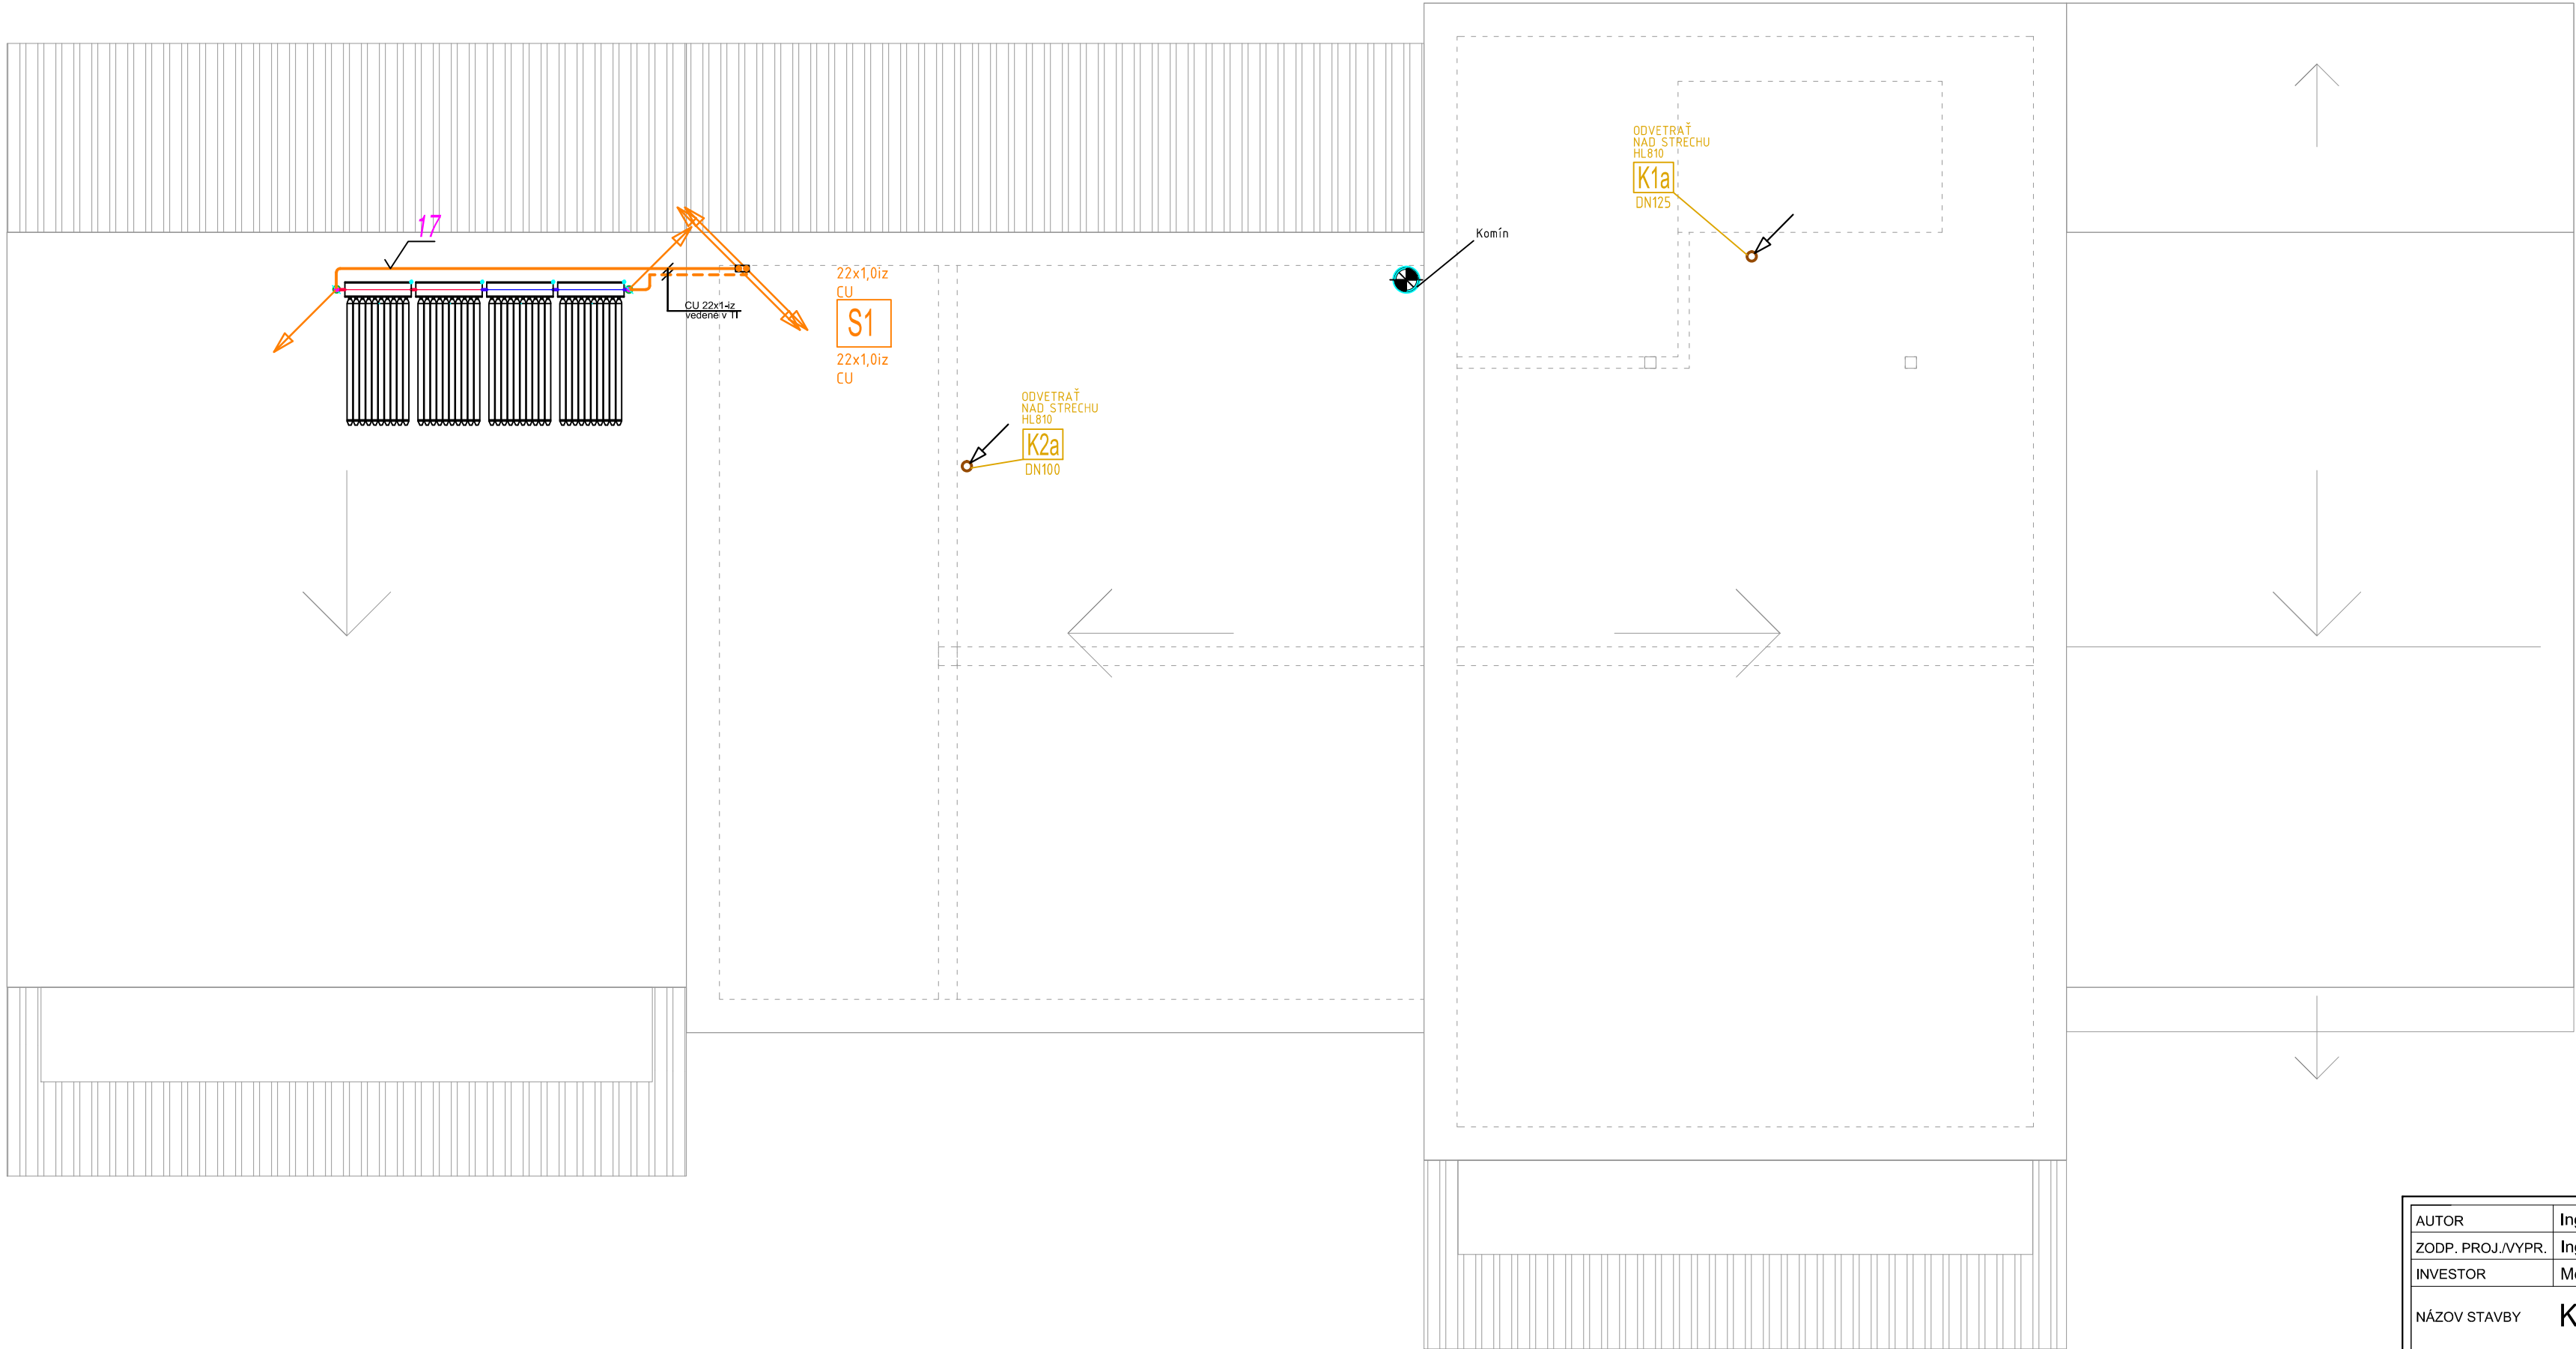 ODVETRAŤ
NAD STRECHU
HL810
K1a
DN125
17
Komín
22x1,0iz
CU
S1
22x1,0iz
CU
CU 22x1-iz
vedené v TI
ODVETRAŤ
NAD STRECHU
HL810
K2a
DN100
AUTOR
ZODP. PROJ./VYPR.
INVESTOR
NÁZOV STAVBY